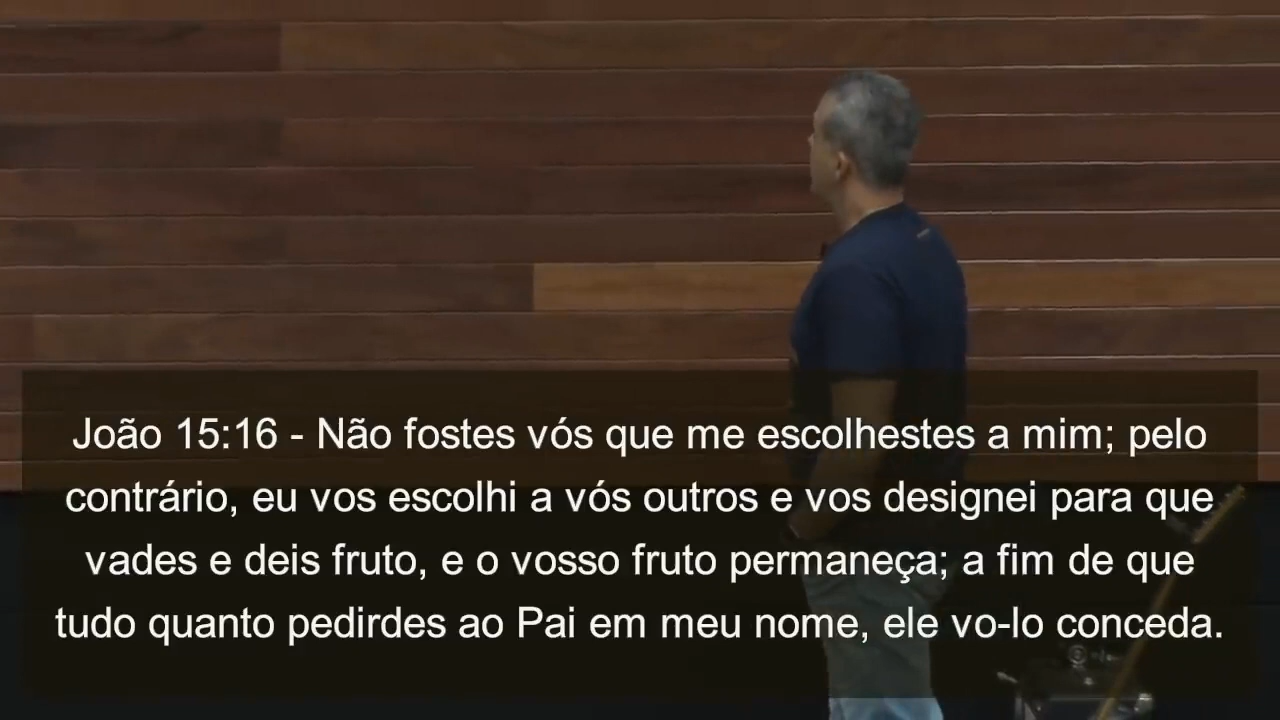 João 15:16 - Não fostes vós que me escolhestes a mim; pelo
contrário, eu vos escolhi a vós outros e vos designei para que
vades e deis fruto, e o vosso fruto permaneça; a fim de que
tudo quanto pedirdes ao Pai em meu nome, ele vo-lo conceda.